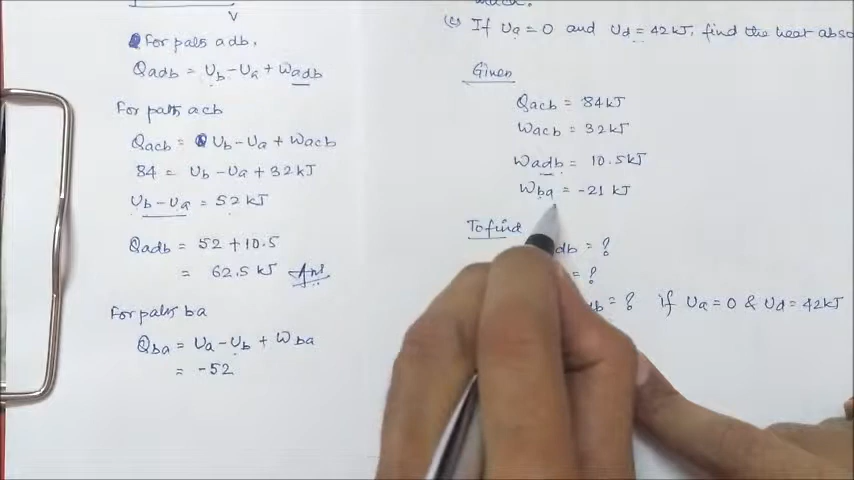 V
For path adb,
Qadb = Ub - Ua + Wadb
For path acb
Qacb = Ub - Ua + Wacb
84 = Ub - Ua + 32 kJ
Ub - Ua = 52 kJ
Qadb = 52 + 10.5
= 62.5 kJ Ans
For path ba
Qba = Ua - Ub + Wba
= -52
(c) If Ua = 0 and Ud = 42 kJ, find the heat abso
Given
Qacb = 84 kJ
Wacb = 32 kJ
Wadb = 10.5 kJ
Wba = -21 kJ
To find
db = ?
= ?
db = ? if Ua = 0 & Ud = 42 kJ